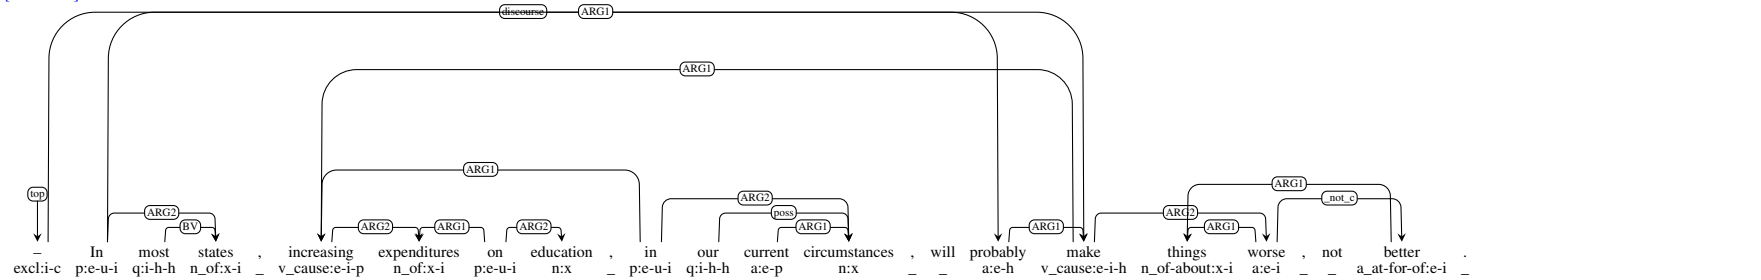 discourse ARG1
ARG1
ARG1 ARG1
top ARG2 _not_c
ARG2 poss ARG2
BV ARG2 ARG1 ARG2 ARG1 ARG1 ARG1
– In most states , increasing expenditures on education , in our current circumstances , will probably make things worse , not better .
excl:i-c p:e-u-i q:i-h-h n_of:x-i _ v_cause:e-i-p n_of:x-i p:e-u-i n:x _ p:e-u-i q:i-h-h a:e-p n:x _ _ a:e-h v_cause:e-i-h n_of-about:x-i a:e-i _ _ a_at-for-of:e-i _